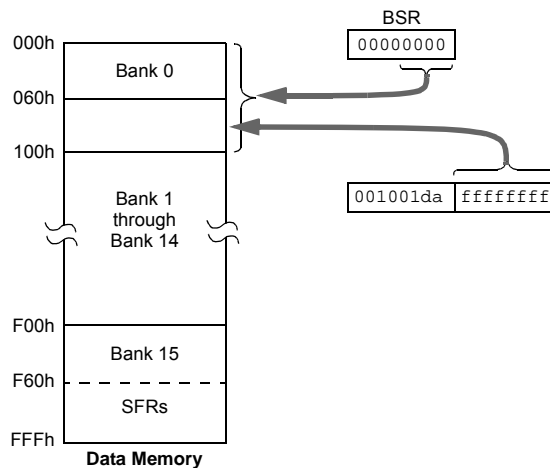 BSR
000h
00000000
Bank 0
060h
100h
001001da ffffffff
Bank 1
through
Bank 14
F00h
Bank 15
F60h
SFRs
FFFh
Data Memory